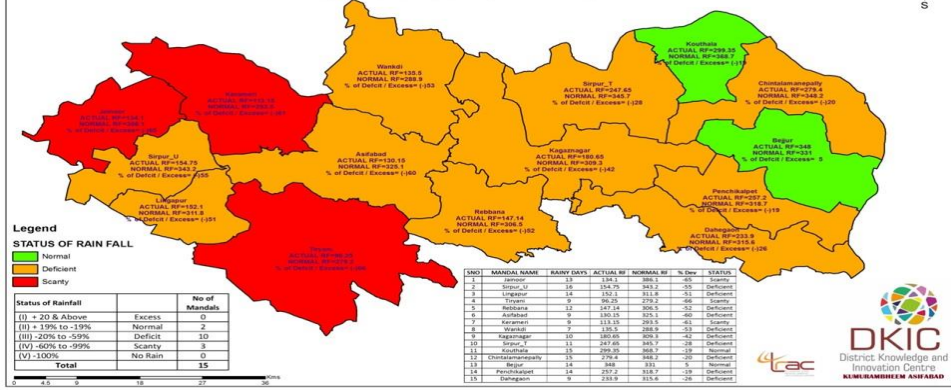 S
Kouthala
ACTUAL RF=299.35
NORMAL RF=368.7
% of Defcit / Excess= (-)19
Wankdi
ACTUAL RF=135.5
NORMAL RF=288.9
% of Defcit / Excess= (-)53
Sirpur_T
ACTUAL RF=247.65
NORMAL RF=345.7
% of Defcit / Excess= (-)28
Chintalamanepally
ACTUAL RF=279.4
NORMAL RF=348.2
% of Defcit / Excess= (-)20
Bejjur
ACTUAL RF=348
NORMAL RF=331
% of Defcit / Excess= 5
Sirpur_U
ACTUAL RF=154.75
NORMAL RF=343.2
% of Defcit / Excess= (-)55
Asifabad
ACTUAL RF=130.15
NORMAL RF=325.1
% of Defcit / Excess= (-)60
Kagaznagar
ACTUAL RF=180.65
NORMAL RF=309.3
% of Defcit / Excess= (-)42
Lingapur
ACTUAL RF=152.1
NORMAL RF=311.8
% of Defcit / Excess= (-)51
Rebbana
ACTUAL RF=147.14
NORMAL RF=306.5
% of Defcit / Excess= (-)52
Penchikalpet
ACTUAL RF=257.2
NORMAL RF=318.7
% of Defcit / Excess= (-)19
Dahegaon
ACTUAL RF=233.9
NORMAL RF=315.6
% of Defcit / Excess= (-)26
Legend
STATUS OF RAIN FALL
Normal
Deficient
Scanty
Status of Rainfall No of Mandals
(I) + 20 & Above Excess 0
(II) + 19% to -19% Normal 2
(III) -20% to -59% Deficit 10
(IV) -60% to -99% Scanty 3
(V) -100% No Rain 0
Total 15
0 4.5 9 18 27 36 Kms
SNO MANDAL NAME RAINY DAYS ACTUAL RF NORMAL RF % Dev STATUS
1 Jainoor 13 134.1 386.1 -65 Scanty
2 Sirpur_U 16 154.75 343.2 -55 Deficient
3 Lingapur 14 152.1 311.8 -51 Deficient
4 Tiryani 9 96.25 279.2 -66 Scanty
5 Rebbana 12 147.14 306.5 -52 Deficient
6 Asifabad 9 130.15 325.1 -60 Deficient
7 Kerameri 9 113.15 293.5 -61 Scanty
8 Wankdi 7 135.5 288.9 -53 Deficient
9 Kagaznagar 10 180.65 309.3 -42 Deficient
10 Sirpur_T 11 247.65 345.7 -28 Deficient
11 Kouthala 15 299.35 368.7 -19 Normal
12 Chintalamanepally 15 279.4 348.2 -20 Deficient
13 Bejjur 14 348 331 5 Normal
14 Penchikalpet 14 257.2 318.7 -19 Deficient
15 Dahegaon 9 233.9 315.6 -26 Deficient
trac
DKIC
District Knowledge and
Innovation Centre
KUMURAMBHEEM ASIFABAD